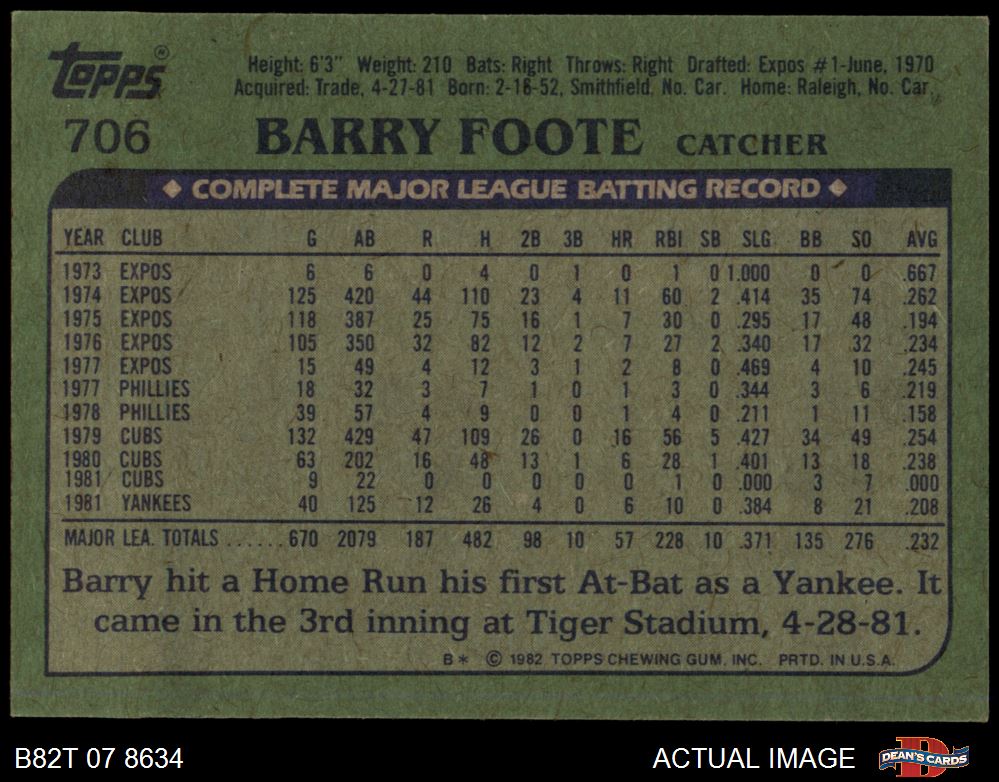 Topps®
Height: 6'3" Weight: 210 Bats: Right Throws: Right Drafted: Expos #1-June, 1970
Acquired: Trade, 4-27-81 Born: 2-16-52, Smithfield, No. Car. Home: Raleigh, No. Car.
706 BARRY FOOTE CATCHER
COMPLETE MAJOR LEAGUE BATTING RECORD
YEAR CLUB G AB R H 2B 3B HR RBI SB SLG BB SO AVG
1973 EXPOS 6 6 0 4 0 1 0 1 0 1.000 0 0 .667
1974 EXPOS 125 420 44 110 23 4 11 60 2 .414 35 74 .262
1975 EXPOS 118 387 25 75 16 1 7 30 0 .295 17 48 .194
1976 EXPOS 105 350 32 82 12 2 7 27 2 .340 17 32 .234
1977 EXPOS 15 49 4 12 3 1 2 8 0 .469 4 10 .245
1977 PHILLIES 18 32 3 7 1 0 1 3 0 .344 3 6 .219
1978 PHILLIES 39 57 4 9 0 0 1 4 0 .211 1 11 .158
1979 CUBS 132 429 47 109 26 0 16 56 5 .427 34 49 .254
1980 CUBS 63 202 16 48 13 1 6 28 1 .401 13 18 .238
1981 CUBS 9 22 0 0 0 0 0 1 0 .000 3 7 .000
1981 YANKEES 40 125 12 26 4 0 6 10 0 .384 8 21 .208
MAJOR LEA. TOTALS ...... 670 2079 187 482 98 10 57 228 10 .371 135 276 .232
Barry hit a Home Run his first At-Bat as a Yankee. It
came in the 3rd inning at Tiger Stadium, 4-28-81.
B* © 1982 TOPPS CHEWING GUM, INC. PRTD. IN U.S.A.
B82T 07 8634 ACTUAL IMAGE DEAN'S CARDS